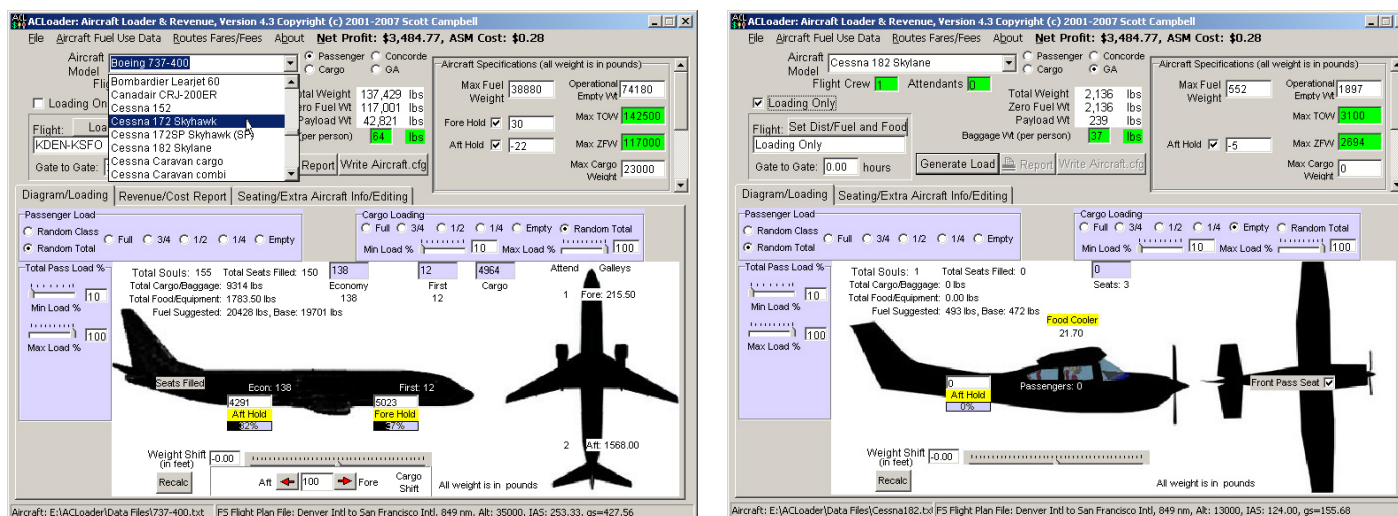 ACLoader: Aircraft Loader & Revenue, Version 4.3 Copyright (c) 2001-2007 Scott Campbell
File Aircraft Fuel Use Data Routes Fares/Fees About Net Profit: $3,484.77, ASM Cost: $0.28
Aircraft Model Boeing 737-400
Passenger Concorde
Cargo GA
Bombardier Learjet 60
Canadair CRJ-200ER
Cessna 152
Cessna 172 Skyhawk
Cessna 172SP Skyhawk (SP)
Cessna 182 Skylane
Cessna Caravan cargo
Cessna Caravan combi
Loading On
Flight: Loa
KDEN-KSFO
Gate to Gate:
Total Weight 137,429 lbs
Zero Fuel Wt 117,001 lbs
Payload Wt 42,821 lbs
(per person) 64 lbs
Report Write Aircraft.cfg
Aircraft Specifications (all weight is in pounds)
Max Fuel Weight 38880 Operational Empty Wt 74180
Max TOW 142500
Fore Hold 30
Aft Hold -22 Max ZFW 117000
Max Cargo Weight 23000
Diagram/Loading Revenue/Cost Report Seating/Extra Aircraft Info/Editing
Passenger Load
Random Class
Random Total
Full 3/4 1/2 1/4 Empty
Cargo Loading
Full 3/4 1/2 1/4 Empty Random Total
Min Load % 10 Max Load % 100
Total Pass Load %
10
Min Load %
100
Max Load %
Total Souls: 155 Total Seats Filled: 150
Total Cargo/Baggage: 9314 lbs
Total Food/Equipment: 1783.50 lbs
Fuel Suggested: 20428 lbs, Base: 19701 lbs
138 12 4964
Economy First Cargo
138 12
Attend Galleys
1 Fore: 215.50
Seats Filled Econ: 138 First: 12
4291 5023
Aft Hold Fore Hold
82% 97%
2 Aft: 1568.00
Weight Shift (in feet) -0.00
Recalc
Aft 100 Fore Cargo Shift
All weight is in pounds
Aircraft: E:\ACLoader\Data Files\737-400.txt FS Flight Plan File: Denver Intl to San Francisco Intl, 849 nm, Alt: 35000, IAS: 253.33, gs=427.56
ACLoader: Aircraft Loader & Revenue, Version 4.3 Copyright (c) 2001-2007 Scott Campbell
File Aircraft Fuel Use Data Routes Fares/Fees About Net Profit: $3,484.77, ASM Cost: $0.28
Aircraft Model Cessna 182 Skylane
Passenger Concorde
Cargo GA
Flight Crew 1 Attendants 0
Loading Only
Flight: Set Dist/Fuel and Food
Loading Only
Gate to Gate: 0.00 hours
Total Weight 2,136 lbs
Zero Fuel Wt 2,136 lbs
Payload Wt 239 lbs
Baggage Wt (per person) 37 lbs
Generate Load Report Write Aircraft.cfg
Aircraft Specifications (all weight is in pounds)
Max Fuel Weight 552 Operational Empty Wt 1897
Max TOW 3100
Aft Hold -5 Max ZFW 2694
Max Cargo Weight 0
Diagram/Loading Seating/Extra Aircraft Info/Editing
Passenger Load
Random Class
Random Total
Full 3/4 1/2 1/4 Empty
Cargo Loading
Full 3/4 1/2 1/4 Empty Random Total
Min Load % 10 Max Load % 100
Total Pass Load %
10
Min Load %
100
Max Load %
Total Souls: 1 Total Seats Filled: 0
Total Cargo/Baggage: 0 lbs
Total Food/Equipment: 0.00 lbs
Fuel Suggested: 493 lbs, Base: 472 lbs
0
Seats: 3
Food Cooler
21.70
0
Aft Hold
0%
Passengers: 0
Front Pass Seat
Weight Shift (in feet) -0.00
Recalc
All weight is in pounds
Aircraft: E:\ACLoader\Data Files\Cessna182.txt FS Flight Plan File: Denver Intl to San Francisco Intl, 849 nm, Alt: 13000, IAS: 124.00, gs=155.68